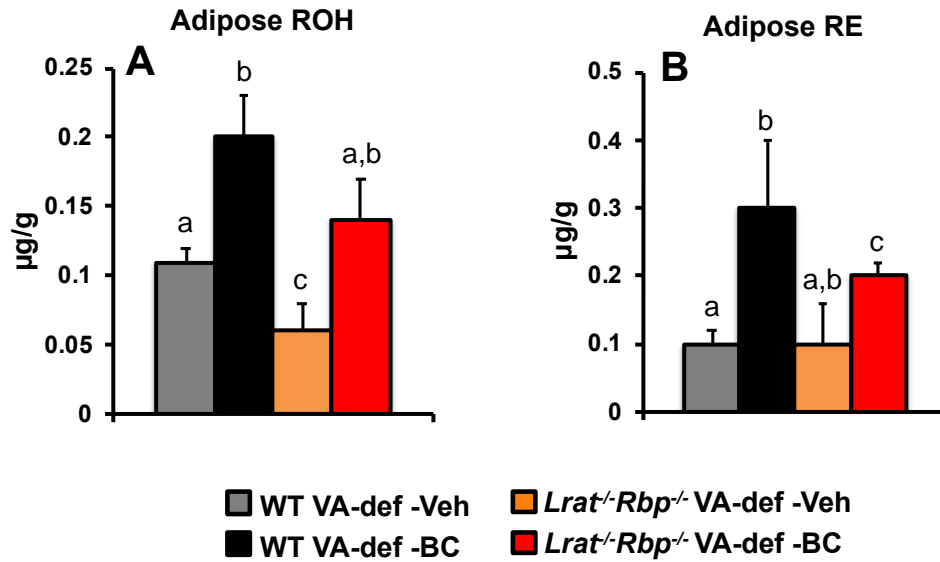 Adipose ROH
A
µg/g
0.25
0.2
0.15
0.1
0.05
0
a
b
c
a,b
Adipose RE
B
µg/g
0.5
0.4
0.3
0.2
0.1
0
a
b
a,b
c
WT VA-def -Veh
WT VA-def -BC
Lrat-/-Rbp-/- VA-def -Veh
Lrat-/-Rbp-/- VA-def -BC